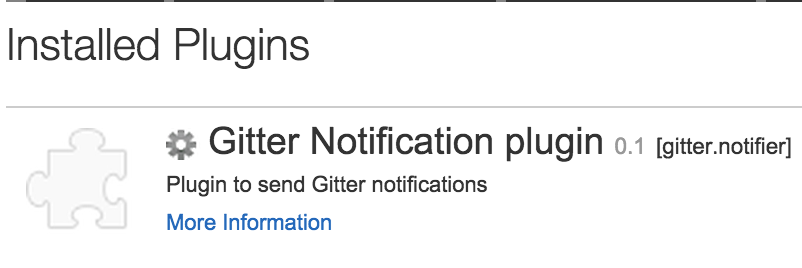 Installed Plugins
Gitter Notification plugin 0.1 [gitter.notifier]
Plugin to send Gitter notifications
More Information